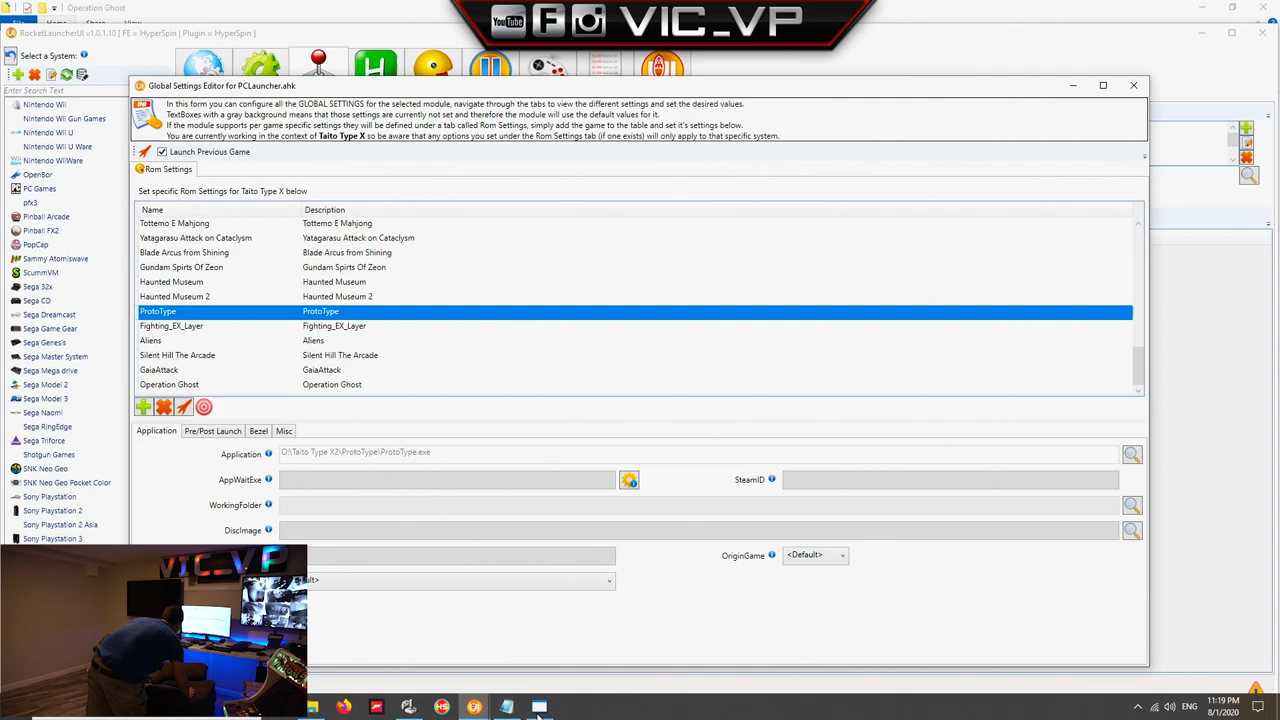 Operation Ghost
File Home Share View
YouTube VIC_VP
RocketLauncherUI v1.0.1.10 [ FE = HyperSpin | Plugin = HyperSpin ]
Select a System:
Enter Search Text
Nintendo Wii
Nintendo Wii Gun Games
Nintendo Wii U
Nintendo Wii U Ware
Nintendo WiiWare
OpenBor
PC Games
pfx3
Pinball Arcade
Pinball FX2
PopCap
Sammy Atomiswave
ScummVM
Sega 32x
Sega CD
Sega Dreamcast
Sega Game Gear
Sega Genesis
Sega Master System
Sega Mega drive
Sega Model 2
Sega Model 3
Sega Naomi
Sega RingEdge
Sega Triforce
Shotgun Games
SNK Neo Geo
SNK Neo Geo Pocket Color
Sony Playstation
Sony Playstation 2
Sony Playstation 2 Asia
Sony Playstation 3
Global Settings Editor for PCLauncher.ahk
In this form you can configure all the GLOBAL SETTINGS for the selected module, navigate through the tabs to view the different settings and set the desired values.
TextBoxes with a gray background means that those settings are currently not set and therefore the module will use the default values for it.
If the module supports per game specific settings they will be defined under a tab called Rom Settings, simply add the game to the table and set it's settings below.
You are currently working in the context of Taito Type X so be aware that any options you set under the Rom Settings tab (if one exists) will only apply to that specific system.
Launch Previous Game
Rom Settings
Set specific Rom Settings for Taito Type X below
Name Description
Tottemo E Mahjong Tottemo E Mahjong
Yatagarasu Attack on Cataclysm Yatagarasu Attack on Cataclysm
Blade Arcus from Shining Blade Arcus from Shining
Gundam Spirts Of Zeon Gundam Spirts Of Zeon
Haunted Museum Haunted Museum
Haunted Museum 2 Haunted Museum 2
ProtoType ProtoType
Fighting_EX_Layer Fighting_EX_Layer
Aliens Aliens
Silent Hill The Arcade Silent Hill The Arcade
GaiaAttack GaiaAttack
Operation Ghost Operation Ghost
Application Pre/Post Launch Bezel Misc
Application O:\Taito Type X2\ProtoType\ProtoType.exe
AppWaitExe SteamID
WorkingFolder
DiscImage
OriginGame <Default>
VIC_VP
ENG 11:19 PM
8/1/2020